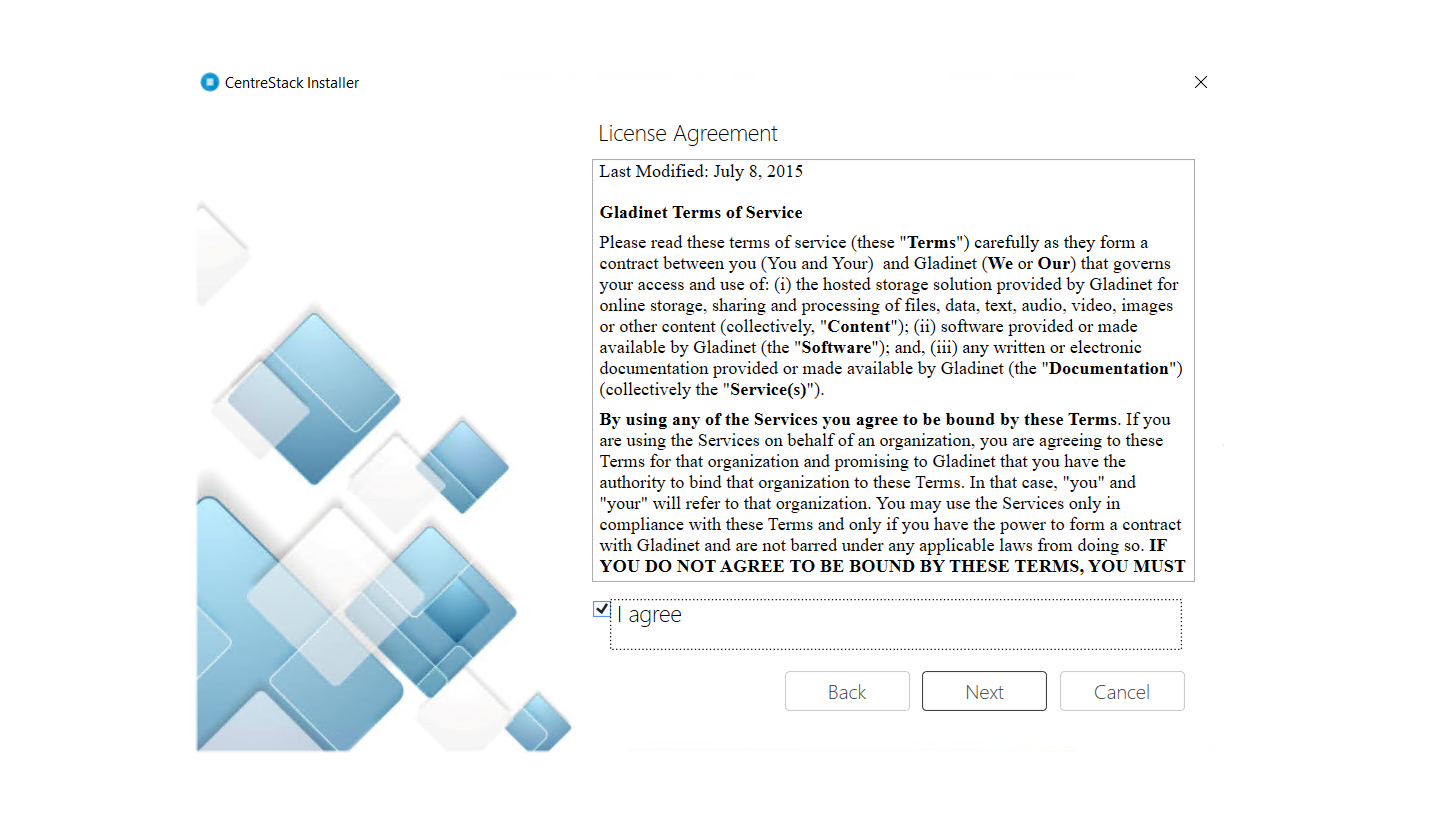 CentreStack Installer
License Agreement
Last Modified: July 8, 2015
Gladinet Terms of Service
Please read these terms of service (these "Terms") carefully as they form a
contract between you (You and Your)  and Gladinet (We or Our) that governs
your access and use of: (i) the hosted storage solution provided by Gladinet for
online storage, sharing and processing of files, data, text, audio, video, images
or other content (collectively, "Content"); (ii) software provided or made
available by Gladinet (the "Software"); and, (iii) any written or electronic
documentation provided or made available by Gladinet (the "Documentation")
(collectively the "Service(s)").
By using any of the Services you agree to be bound by these Terms. If you
are using the Services on behalf of an organization, you are agreeing to these
Terms for that organization and promising to Gladinet that you have the
authority to bind that organization to these Terms. In that case, "you" and
"your" will refer to that organization. You may use the Services only in
compliance with these Terms and only if you have the power to form a contract
with Gladinet and are not barred under any applicable laws from doing so. IF
YOU DO NOT AGREE TO BE BOUND BY THESE TERMS, YOU MUST
I agree
Back
Next
Cancel